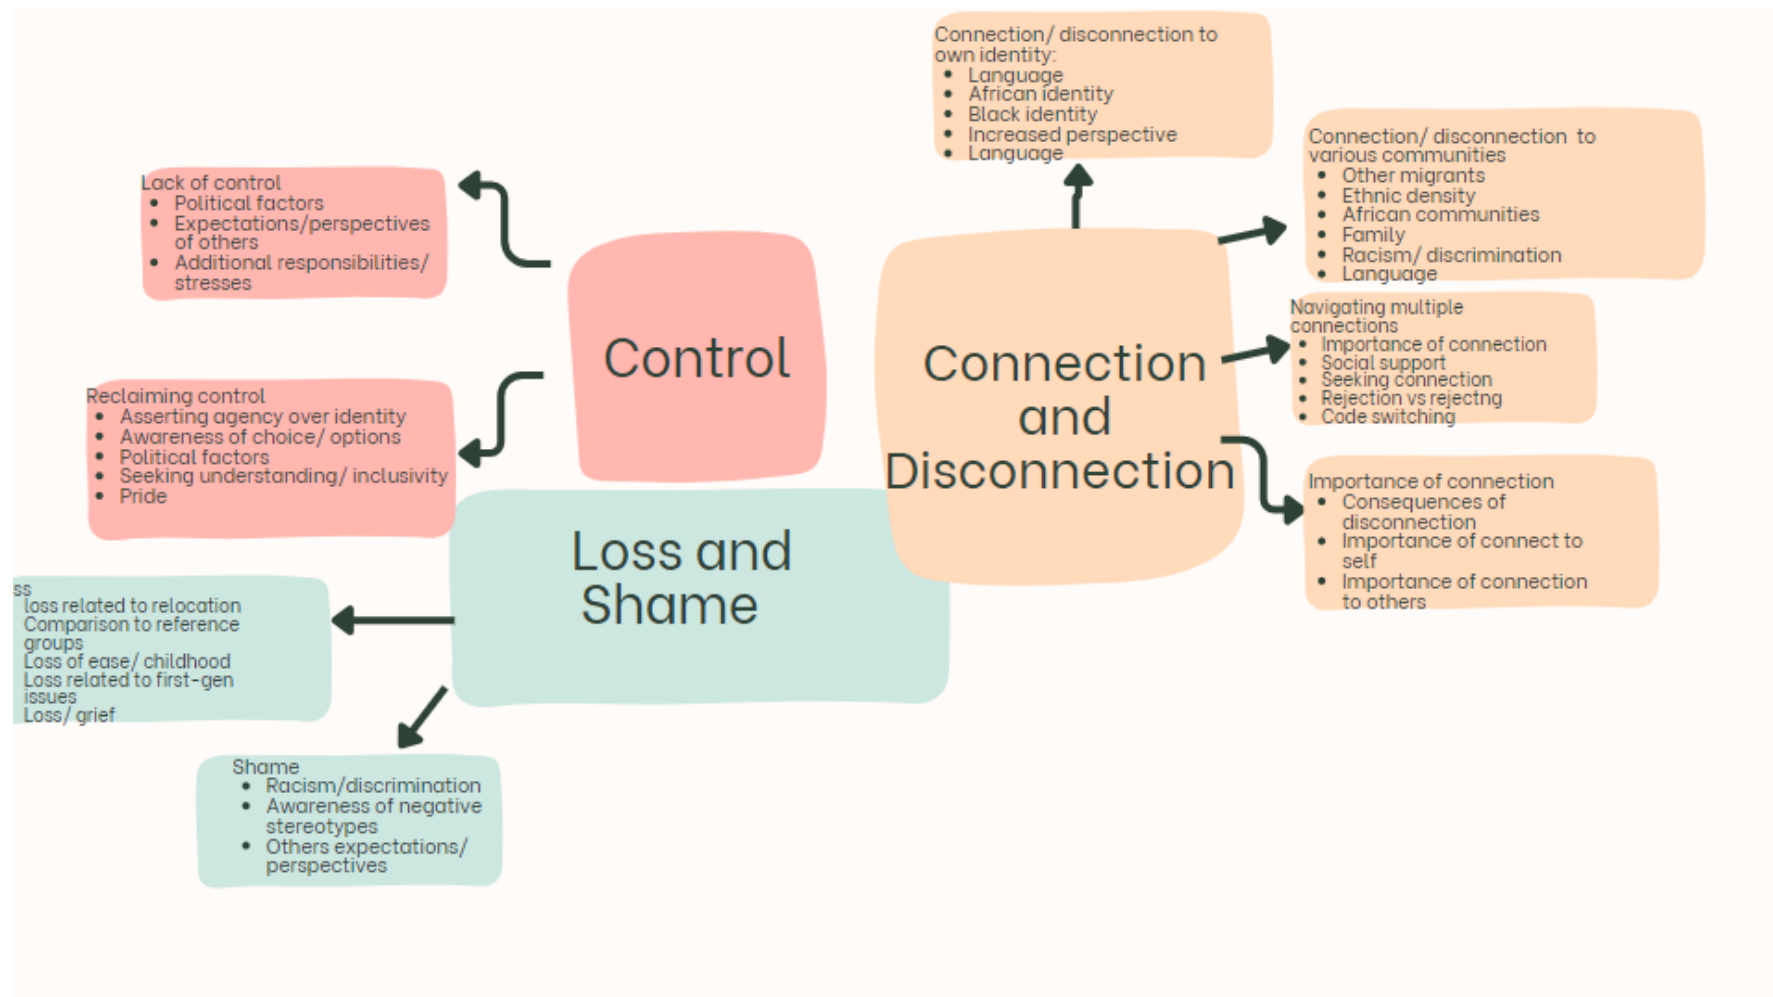 Connection/ disconnection to
own identity:
• Language
• African identity
• Black identity
• Increased perspective
• Language
Connection/ disconnection to
various communities
• Other migrants
• Ethnic density
• African communities
• Family
• Racism/ discrimination
• Language
Lack of control
• Political factors
• Expectations/perspectives
of others
• Additional responsibilities/
stresses
Control
Connection
and
Disconnection
Navigating multiple
connections
• Importance of connection
• Social support
• Seeking connection
• Rejection vs rejectng
• Code switching
Reclaiming control
• Asserting agency over identity
• Awareness of choice/ options
• Political factors
• Seeking understanding/ inclusivity
• Pride
Importance of connection
• Consequences of
disconnection
• Importance of connect to
self
• Importance of connection
to others
Loss and
Shame
ss
loss related to relocation
Comparison to reference
groups
Loss of ease/ childhood
Loss related to first-gen
issues
Loss/ grief
Shame
• Racism/discrimination
• Awareness of negative
stereotypes
• Others expectations/
perspectives